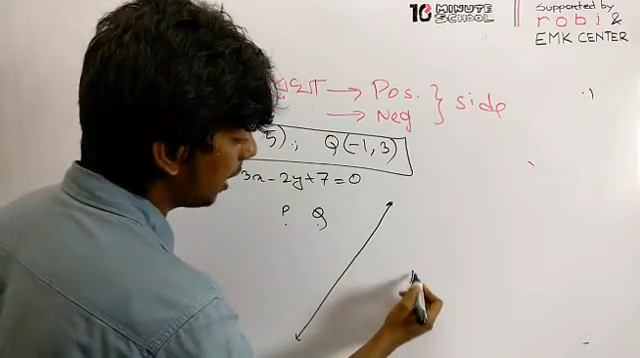 10 MINUTE SCHOOL
Supported by
robi &
EMK CENTER
→ Pos. } side
→ Neg
5)., Q(-1, 3)
3x - 2y + 7 = 0
P Q